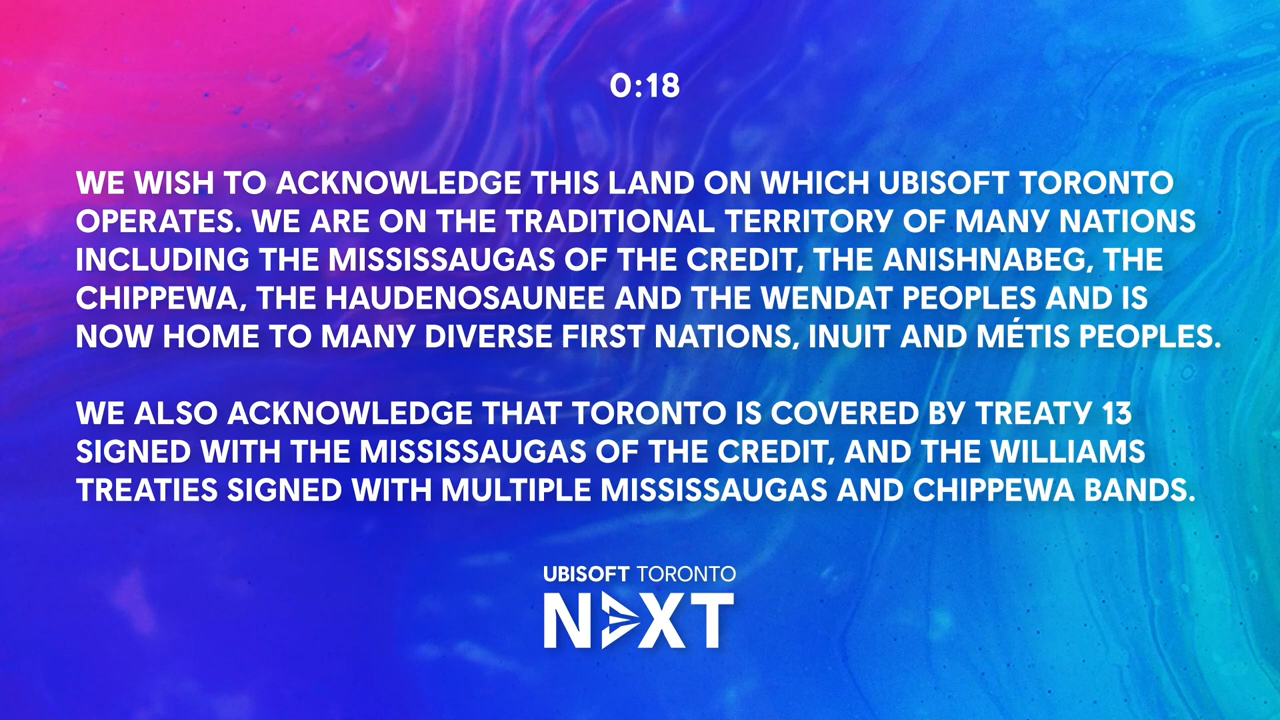 0:18
WE WISH TO ACKNOWLEDGE THIS LAND ON WHICH UBISOFT TORONTO
OPERATES. WE ARE ON THE TRADITIONAL TERRITORY OF MANY NATIONS
INCLUDING THE MISSISSAUGAS OF THE CREDIT, THE ANISHNABEG, THE
CHIPPEWA, THE HAUDENOSAUNEE AND THE WENDAT PEOPLES AND IS
NOW HOME TO MANY DIVERSE FIRST NATIONS, INUIT AND MÉTIS PEOPLES.
WE ALSO ACKNOWLEDGE THAT TORONTO IS COVERED BY TREATY 13
SIGNED WITH THE MISSISSAUGAS OF THE CREDIT, AND THE WILLIAMS
TREATIES SIGNED WITH MULTIPLE MISSISSAUGAS AND CHIPPEWA BANDS.
UBISOFT TORONTO
NEXT